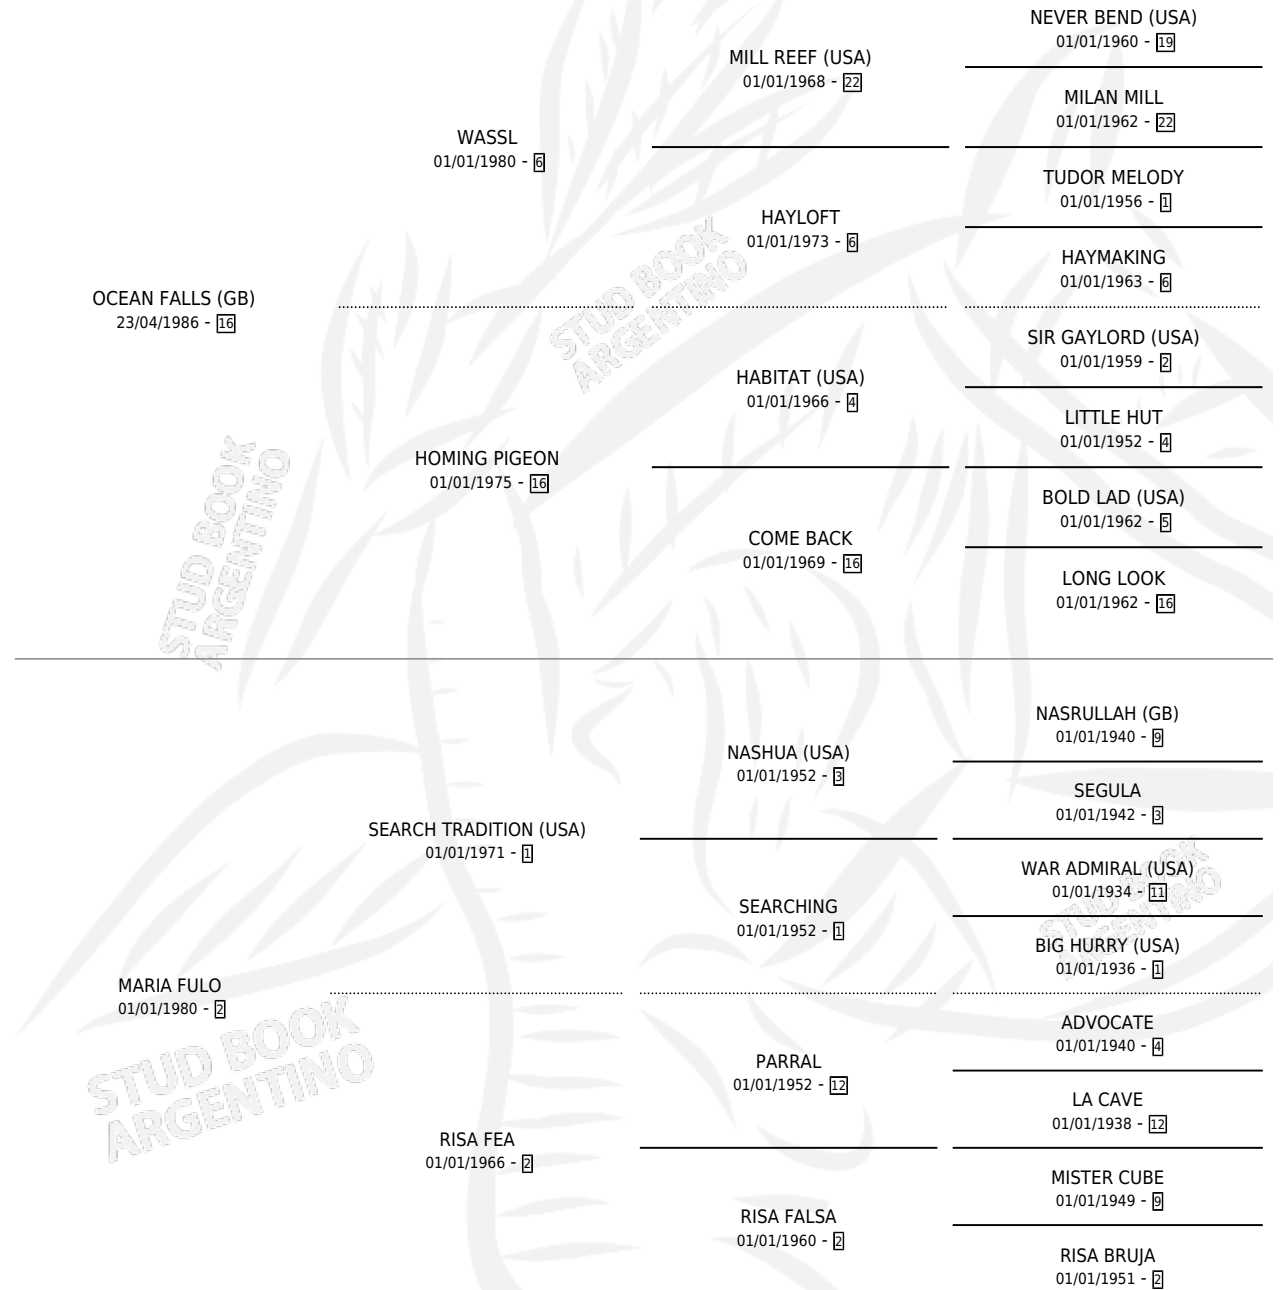 NEVER BEND (USA)
01/01/1960 - 19
MILL REEF (USA)
01/01/1968 - 22
MILAN MILL
01/01/1962 - 22
WASSL
01/01/1980 - 6
TUDOR MELODY
01/01/1956 - 1
HAYLOFT
01/01/1973 - 6
HAYMAKING
01/01/1963 - 6
OCEAN FALLS (GB)
23/04/1986 - 16
SIR GAYLORD (USA)
01/01/1959 - 2
HABITAT (USA)
01/01/1966 - 4
LITTLE HUT
01/01/1952 - 4
HOMING PIGEON
01/01/1975 - 16
BOLD LAD (USA)
01/01/1962 - 5
COME BACK
01/01/1969 - 16
LONG LOOK
01/01/1962 - 16
STUD BOOK
ARGENTINO
STUD BOOK
ARGENTINO
NASRULLAH (GB)
01/01/1940 - 9
NASHUA (USA)
01/01/1952 - 3
SEGULA
01/01/1942 - 3
SEARCH TRADITION (USA)
01/01/1971 - 1
WAR ADMIRAL (USA)
01/01/1934 - 11
SEARCHING
01/01/1952 - 1
BIG HURRY (USA)
01/01/1936 - 1
MARIA FULO
01/01/1980 - 2
ADVOCATE
01/01/1940 - 4
PARRAL
01/01/1952 - 12
LA CAVE
01/01/1938 - 12
RISA FEA
01/01/1966 - 2
MISTER CUBE
01/01/1949 - 9
RISA FALSA
01/01/1960 - 2
RISA BRUJA
01/01/1951 - 2
STUD BOOK
ARGENTINO
STUD BOOK
ARGENTINO